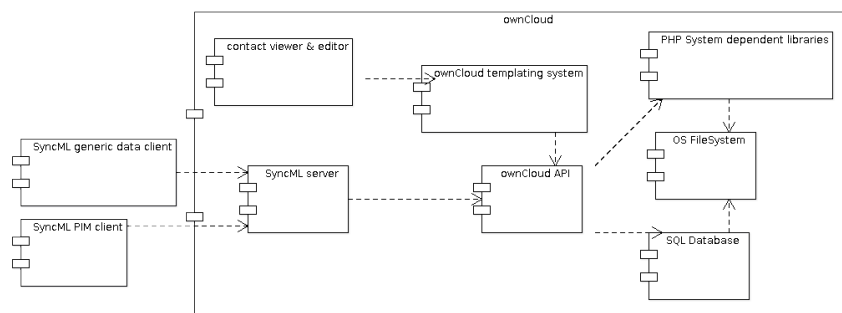 ownCloud
contact viewer & editor
PHP System dependent libraries
ownCloud templating system
SyncML generic data client
OS FileSystem
SyncML server
ownCloud API
SyncML PIM client
SQL Database